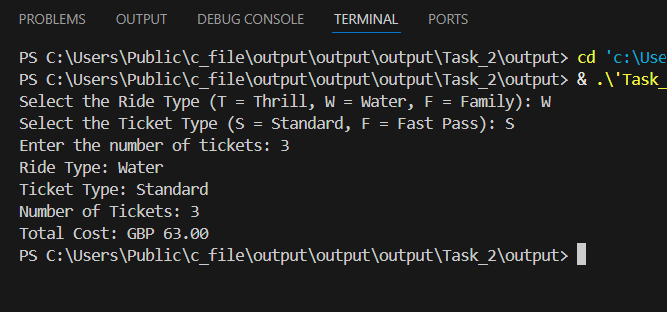 PROBLEMS OUTPUT DEBUG CONSOLE TERMINAL PORTS
PS C:\Users\Public\c_file\output\output\output\Task_2\output> cd 'c:\Use
PS C:\Users\Public\c_file\output\output\output\Task_2\output> & .\'Task_
Select the Ride Type (T = Thrill, W = Water, F = Family): W
Select the Ticket Type (S = Standard, F = Fast Pass): S
Enter the number of tickets: 3
Ride Type: Water
Ticket Type: Standard
Number of Tickets: 3
Total Cost: GBP 63.00
PS C:\Users\Public\c_file\output\output\output\Task_2\output>